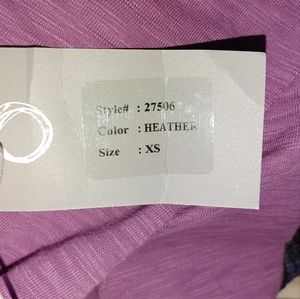 Style# : 27506
Color : HEATHER
Size : XS